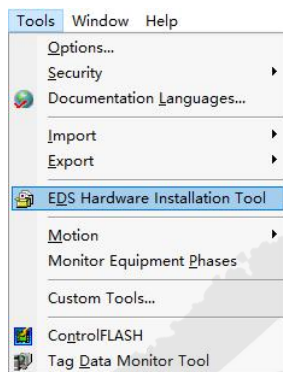 Tools Window Help
Options...
Security
Documentation Languages...
Import
Export
EDS Hardware Installation Tool
Motion
Monitor Equipment Phases
Custom Tools...
ControlFLASH
Tag Data Monitor Tool